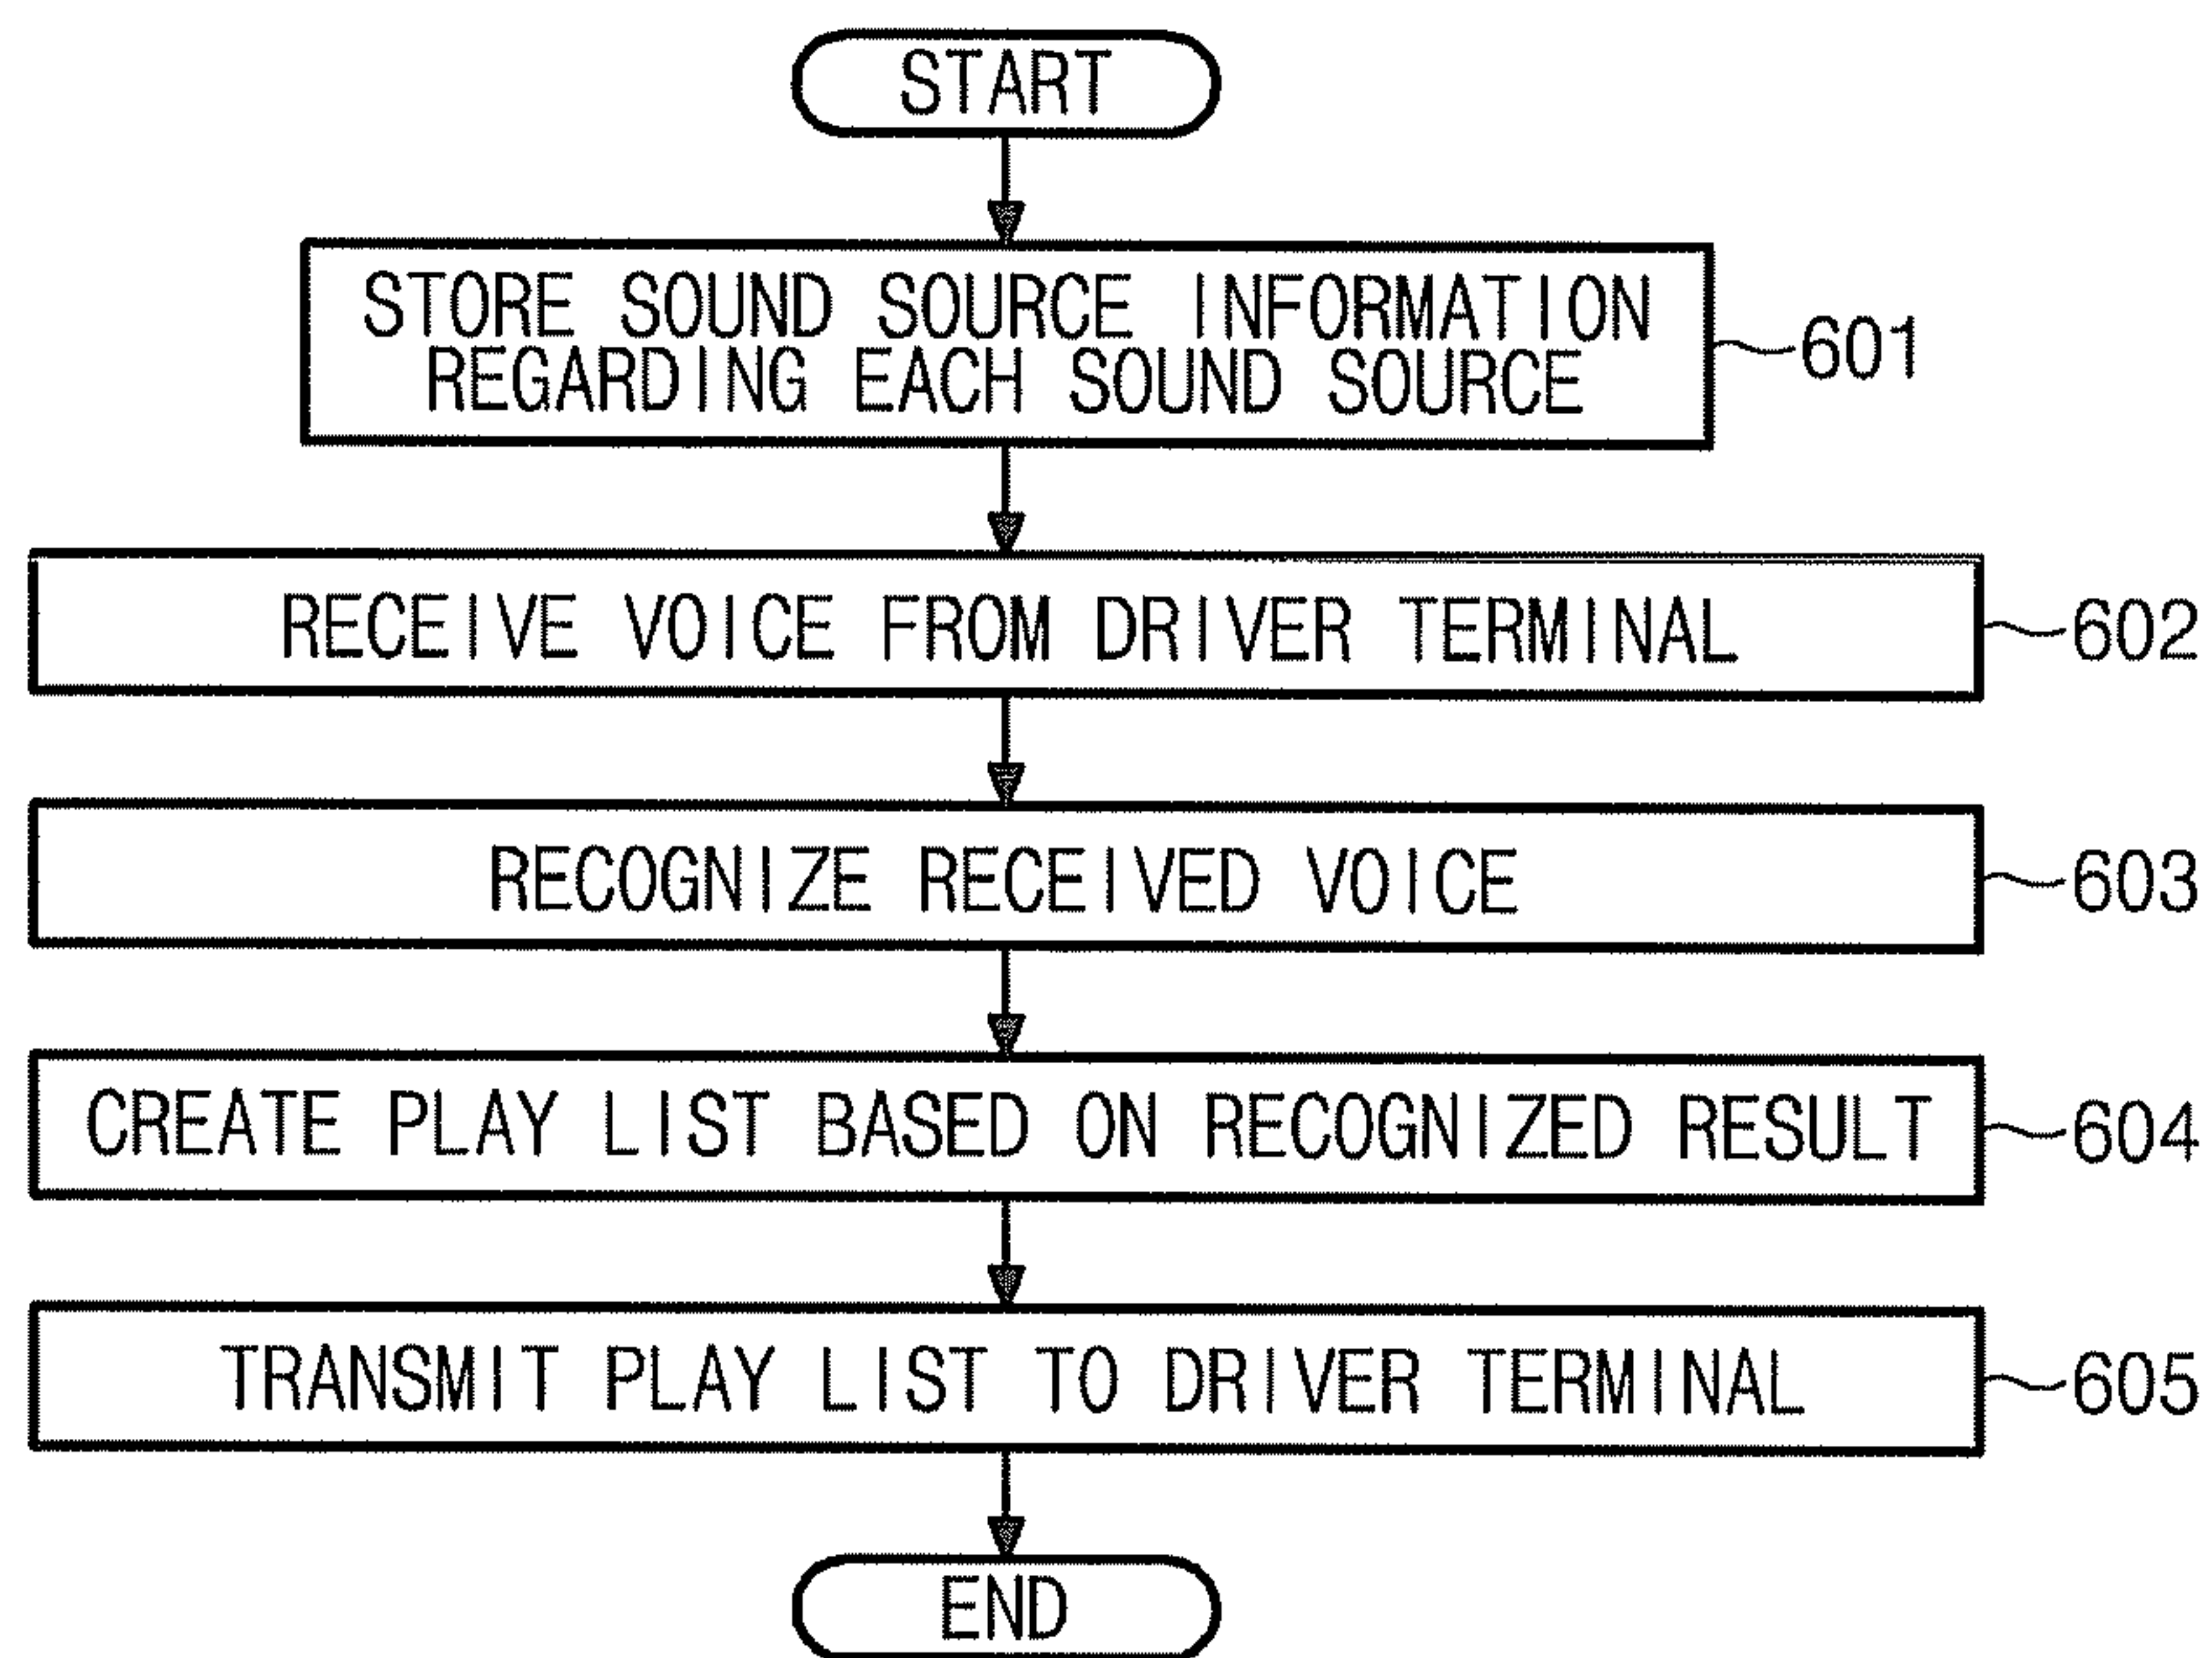 START
STORE SOUND SOURCE INFORMATION
REGARDING EACH SOUND SOURCE
601
RECEIVE VOICE FROM DRIVER TERMINAL
602
RECOGNIZE RECEIVED VOICE
603
CREATE PLAY LIST BASED ON RECOGNIZED RESULT
604
TRANSMIT PLAY LIST TO DRIVER TERMINAL
605
END